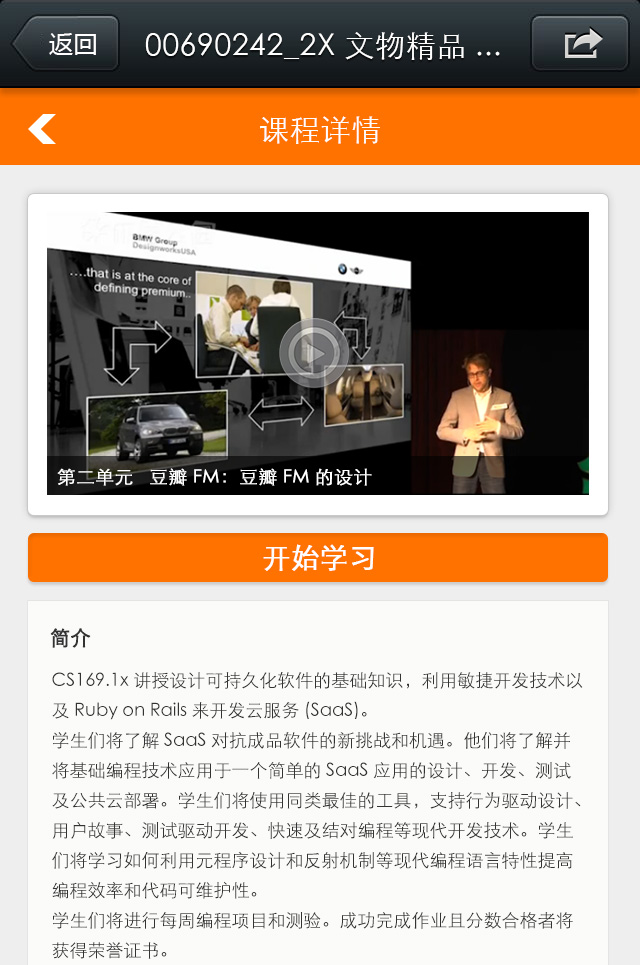 返回
00690242_2X 文物精品 ...
课程详情
BMW Group
DesignworksUSA
....that is at the core of
defining premium..
第二单元 豆瓣 FM：豆瓣 FM 的设计
开始学习
简介
CS169.1x 讲授设计可持久化软件的基础知识，利用敏捷开发技术以
及 Ruby on Rails 来开发云服务 (SaaS)。
学生们将了解 SaaS 对抗成品软件的新挑战和机遇。他们将了解并
将基础编程技术应用于一个简单的 SaaS 应用的设计、开发、测试
及公共云部署。学生们将使用同类最佳的工具，支持行为驱动设计、
用户故事、测试驱动开发、快速及结对编程等现代开发技术。学生
们将学习如何利用元程序设计和反射机制等现代编程语言特性提高
编程效率和代码可维护性。
学生们将进行每周编程项目和测验。成功完成作业且分数合格者将
获得荣誉证书。